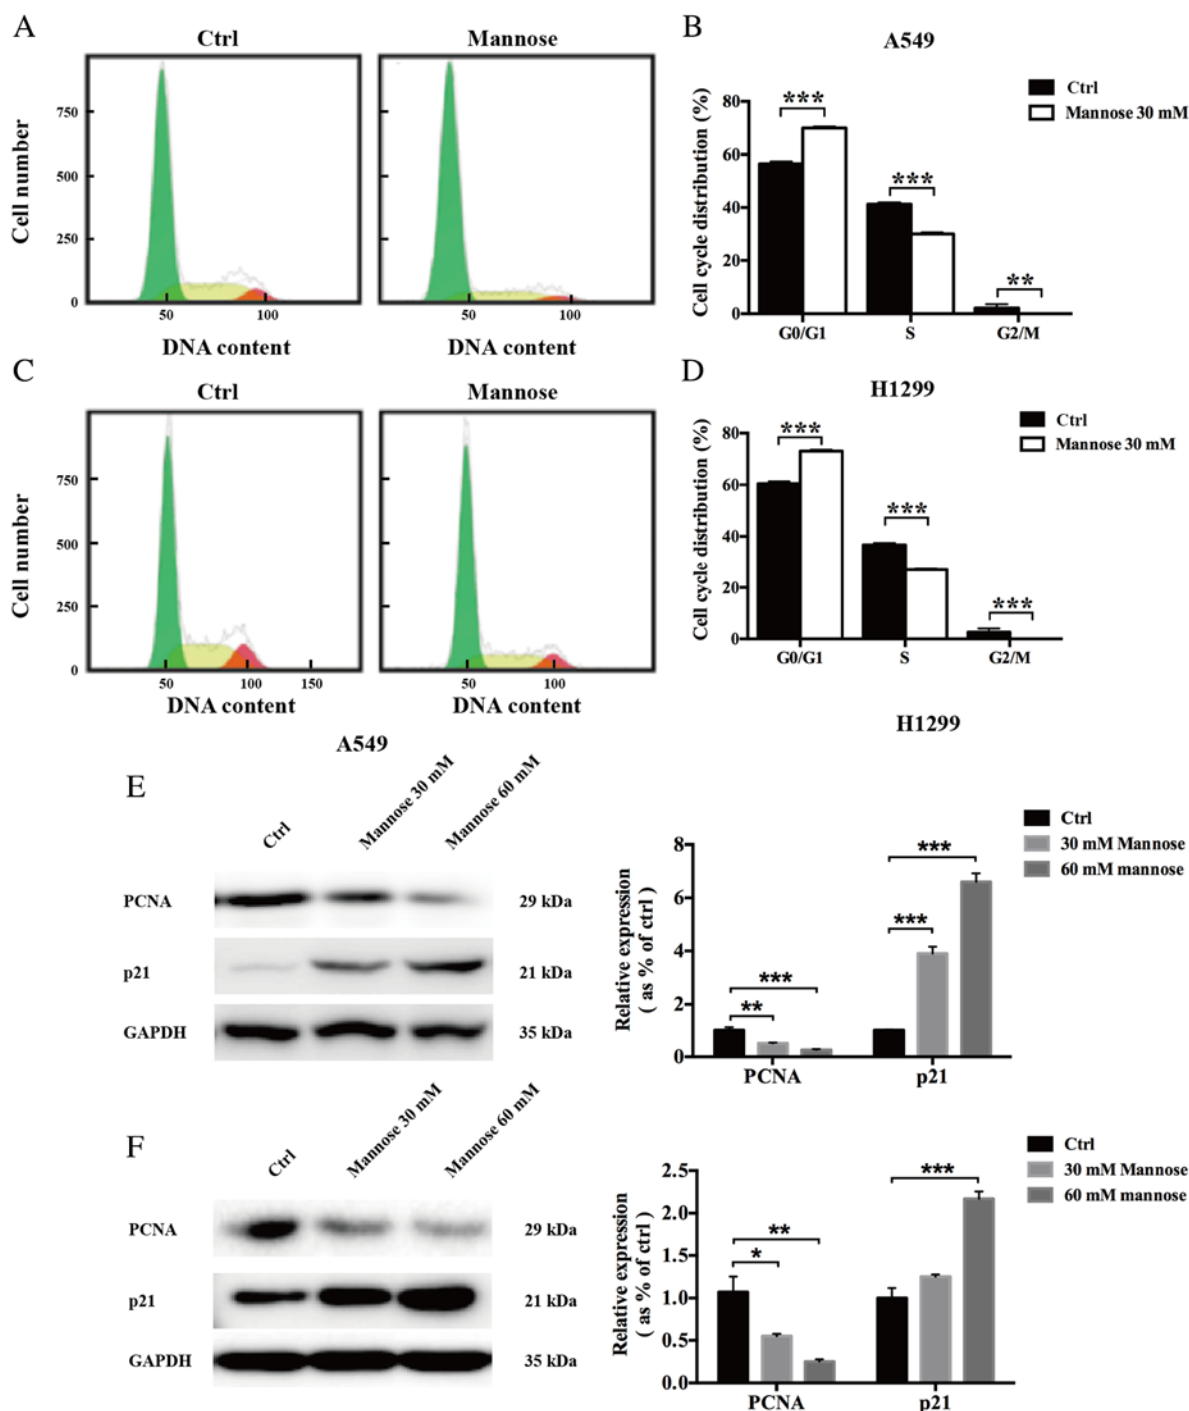 A
Ctrl
Mannose
Cell number
750
500
250
0
50
100
50
100
DNA content
DNA content
B
A549
Ctrl
Mannose 30 mM
Cell cycle distribution (%)
80
60
40
20
0
***
***
**
G0/G1
S
G2/M
C
Ctrl
Mannose
Cell number
750
500
250
0
50
100
150
50
100
DNA content
DNA content
D
H1299
Ctrl
Mannose 30 mM
Cell cycle distribution (%)
80
60
40
20
0
***
***
***
G0/G1
S
G2/M
A549
H1299
E
Ctrl
Mannose 30 mM
Mannose 60 mM
PCNA
29 kDa
p21
21 kDa
GAPDH
35 kDa
Relative expression
( as % of ctrl )
8
6
4
2
0
**
***
***
***
PCNA
p21
Ctrl
30 mM Mannose
60 mM mannose
F
Ctrl
Mannose 30 mM
Mannose 60 mM
PCNA
29 kDa
p21
21 kDa
GAPDH
35 kDa
Relative expression
( as % of ctrl )
2.5
2.0
1.5
1.0
0.5
0.0
*
**
***
PCNA
p21
Ctrl
30 mM Mannose
60 mM mannose